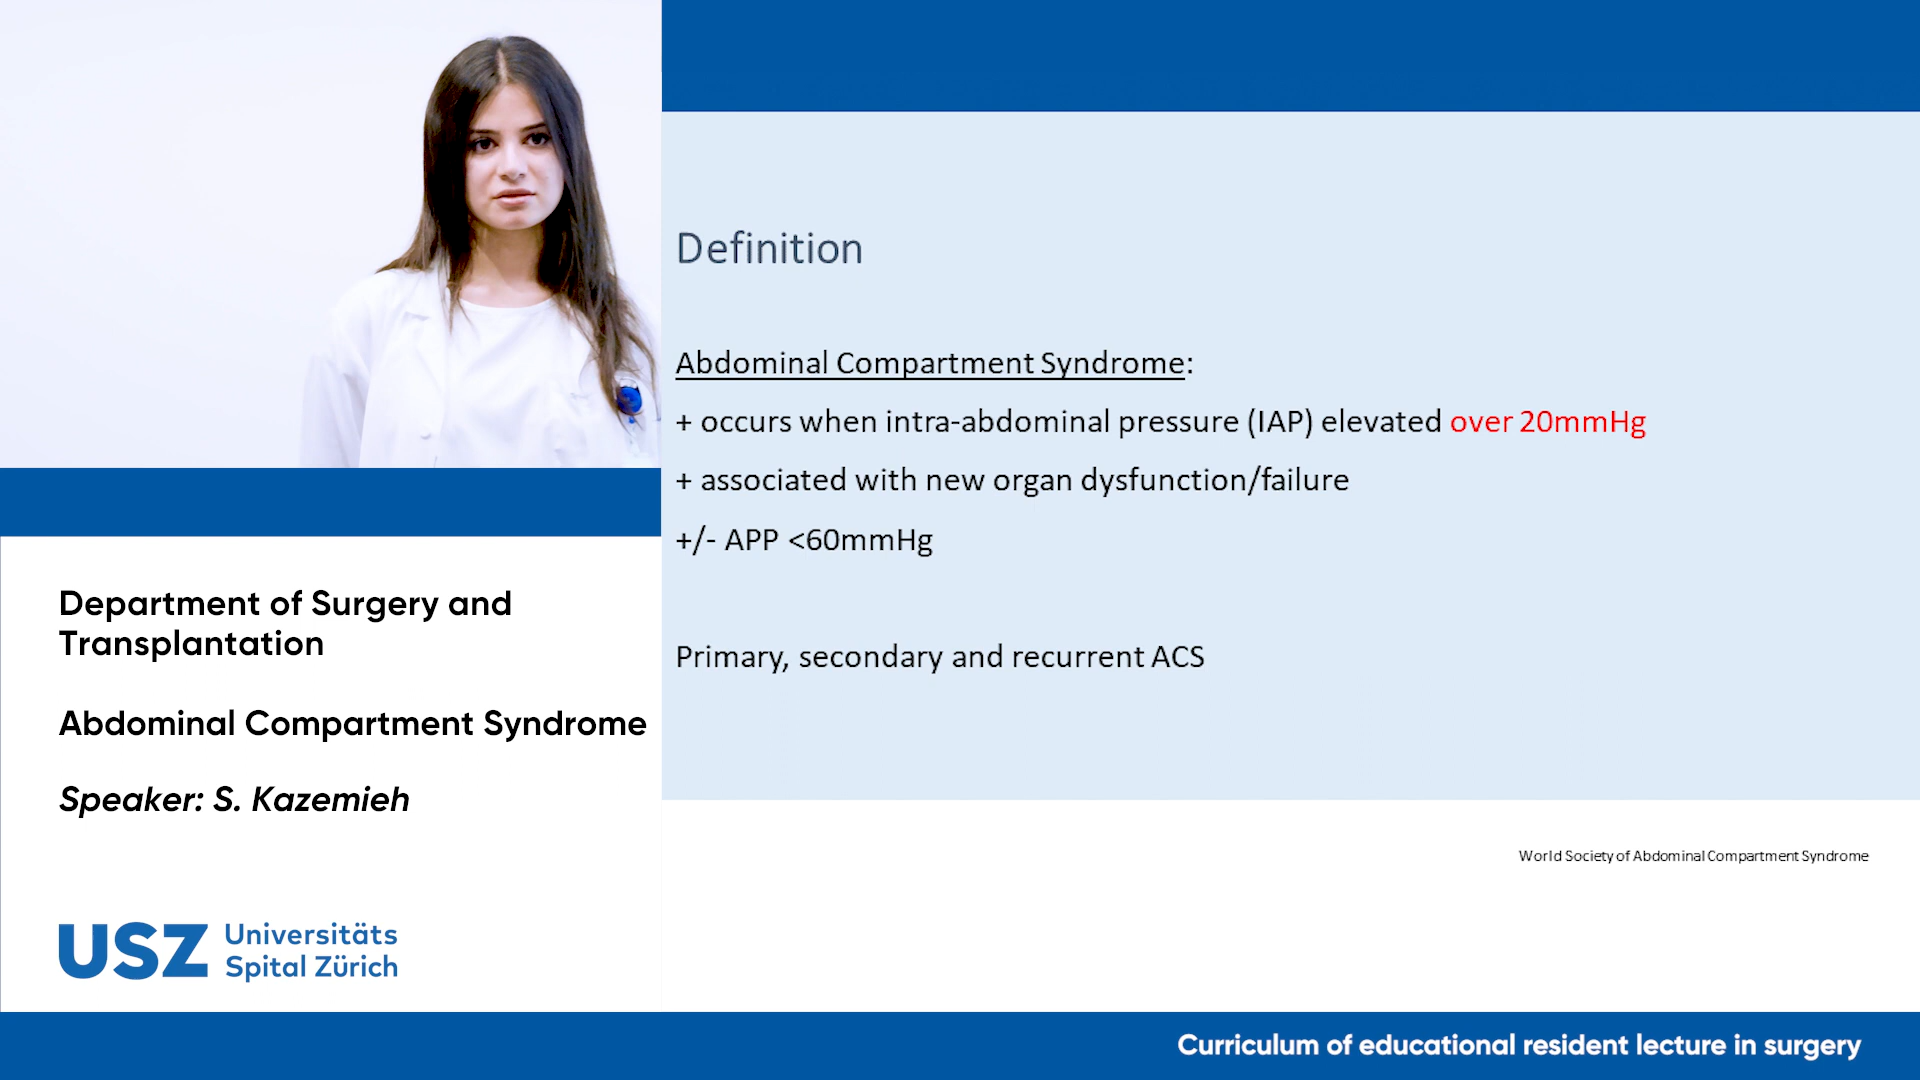 Definition
Abdominal Compartment Syndrome:
+ occurs when intra-abdominal pressure (IAP) elevated over 20mmHg
+ associated with new organ dysfunction/failure
+/- APP <60mmHg
Primary, secondary and recurrent ACS
World Society of Abdominal Compartment Syndrome
Department of Surgery and
Transplantation
Abdominal Compartment Syndrome
Speaker: S. Kazemieh
USZ Universitäts
Spital Zürich
Curriculum of educational resident lecture in surgery